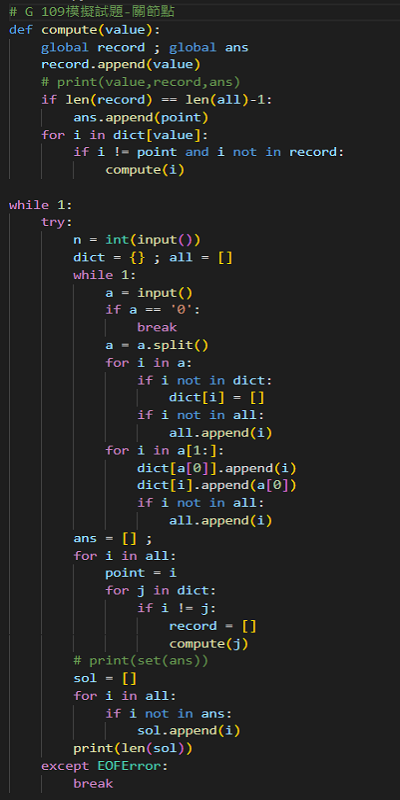 # G 109模擬試題-關節點
def compute(value):
    global record ; global ans
    record.append(value)
    # print(value,record,ans)
    if len(record) == len(all)-1:
        ans.append(point)
    for i in dict[value]:
        if i != point and i not in record:
            compute(i)

while 1:
    try:
        n = int(input())
        dict = {} ; all = []
        while 1:
            a = input()
            if a == '0':
                break
            a = a.split()
            for i in a:
                if i not in dict:
                    dict[i] = []
                if i not in all:
                    all.append(i)
            for i in a[1:]:
                dict[a[0]].append(i)
                dict[i].append(a[0])
                if i not in all:
                    all.append(i)
        ans = [] ;
        for i in all:
            point = i
            for j in dict:
                if i != j:
                    record = []
                    compute(j)
        # print(set(ans))
        sol = []
        for i in all:
            if i not in ans:
                sol.append(i)
        print(len(sol))
    except EOFError:
        break